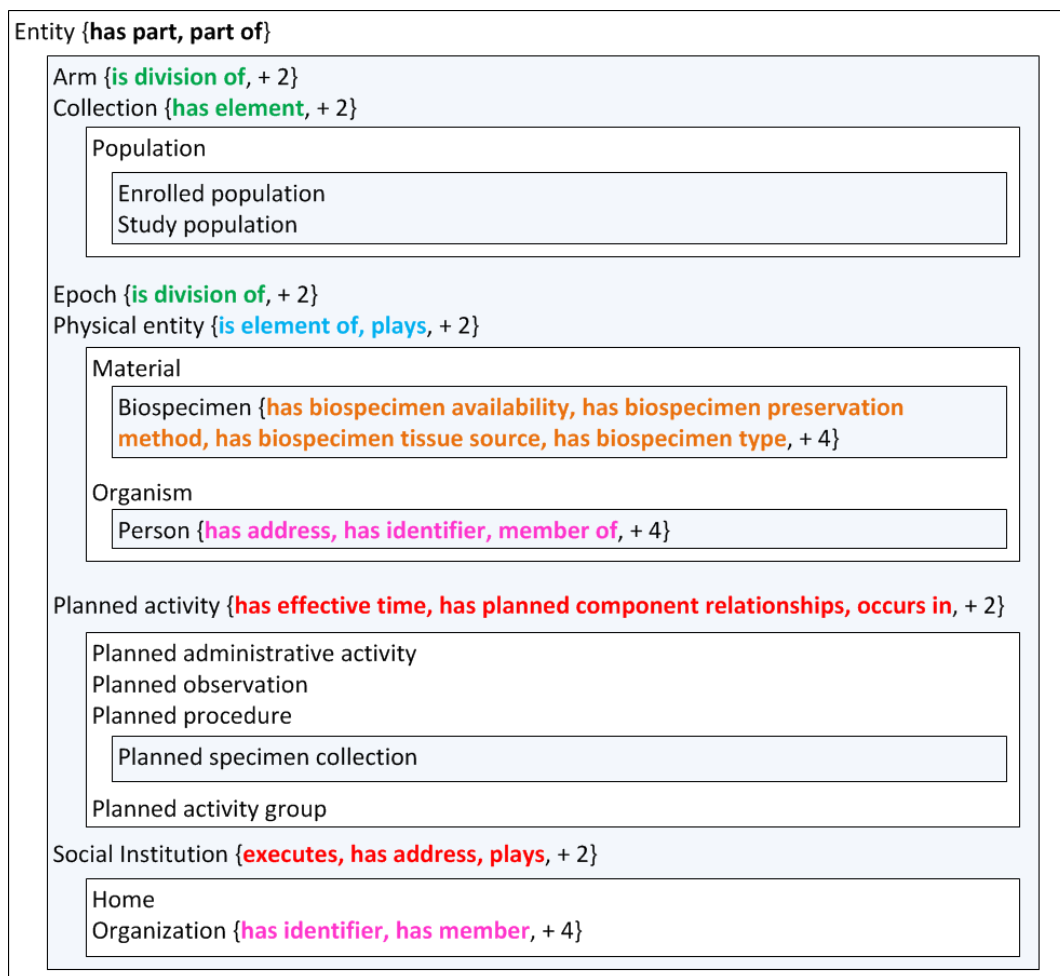 Entity {has part, part of}
Arm {is division of, + 2}
Collection {has element, + 2}
Population
Enrolled population
Study population
Epoch {is division of, + 2}
Physical entity {is element of, plays, + 2}
Material
Biospecimen {has biospecimen availability, has biospecimen preservation
method, has biospecimen tissue source, has biospecimen type, + 4}
Organism
Person {has address, has identifier, member of, + 4}
Planned activity {has effective time, has planned component relationships, occurs in, + 2}
Planned administrative activity
Planned observation
Planned procedure
Planned specimen collection
Planned activity group
Social Institution {executes, has address, plays, + 2}
Home
Organization {has identifier, has member, + 4}